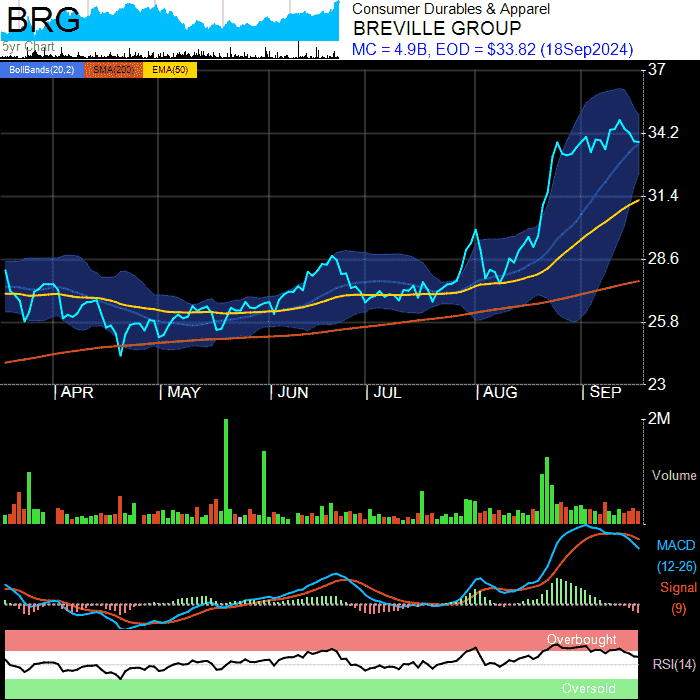 BRG
5yr Chart
Consumer Durables & Apparel
BREVILLE GROUP
MC = 4.9B, EOD = $33.82 (18Sep2024)
BollBands(20,2) SMA(200) EMA(50)
37
34.2
31.4
28.6
25.8
23
APR MAY JUN JUL AUG SEP
2M
Volume
MACD
(12-26)
Signal
(9)
Overbought
RSI(14)
Oversold